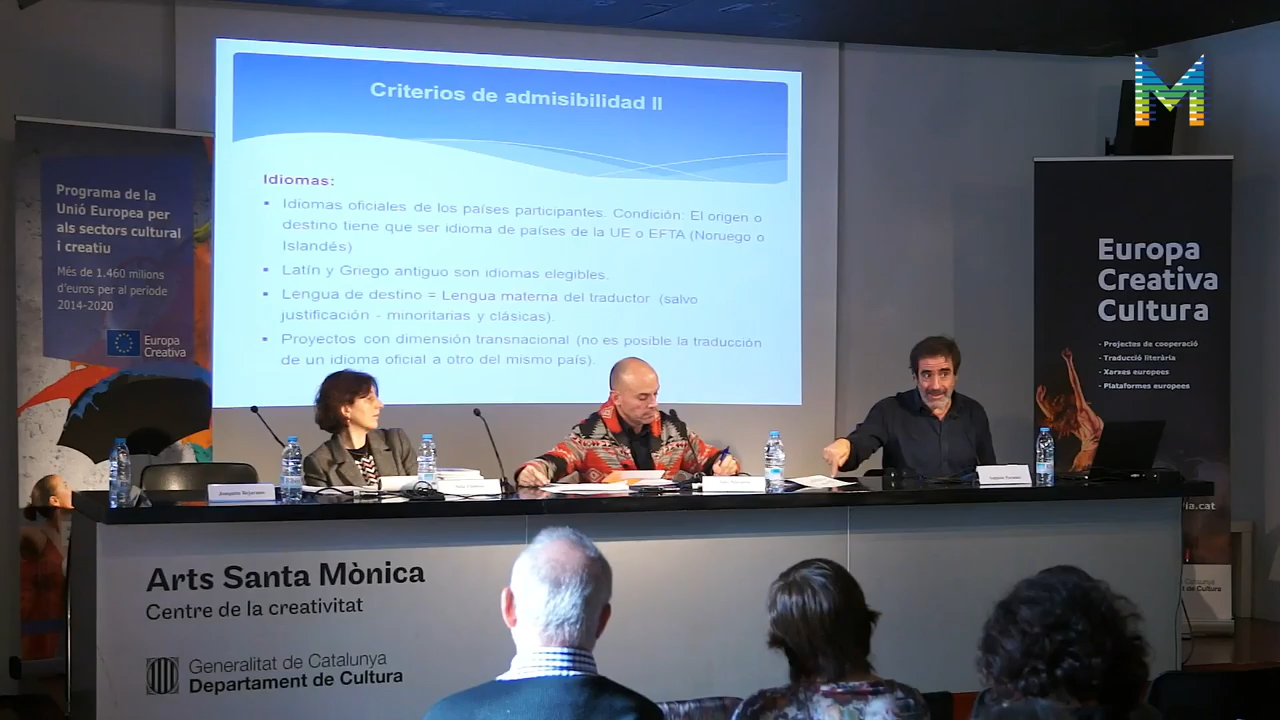 M
Criterios de admisibilidad II
Idiomas:
▪ Idiomas oficiales de los países participantes. Condición: El origen o
destino tiene que ser idioma de países de la UE o EFTA (Noruego o
Islandés)
▪ Latín y Griego antiguo son idiomas elegibles.
▪ Lengua de destino = Lengua materna del traductor (salvo
justificación - minoritarias y clásicas).
▪ Proyectos con dimensión transnacional (no es posible la traducción
de un idioma oficial a otro del mismo país).
Programa de la
Unió Europea per
als sectors cultural
i creatiu
Més de 1.460 milions
d'euros per al període
2014-2020
Europa
Creativa
Europa
Creativa
Cultura
- Projectes de cooperació
- Traducció literària
- Xarxes europees
- Plataformes europees
ia.cat
Joaquim Bejarano
Arts Santa Mònica
Centre de la creativitat
Generalitat de Catalunya
Departament de Cultura